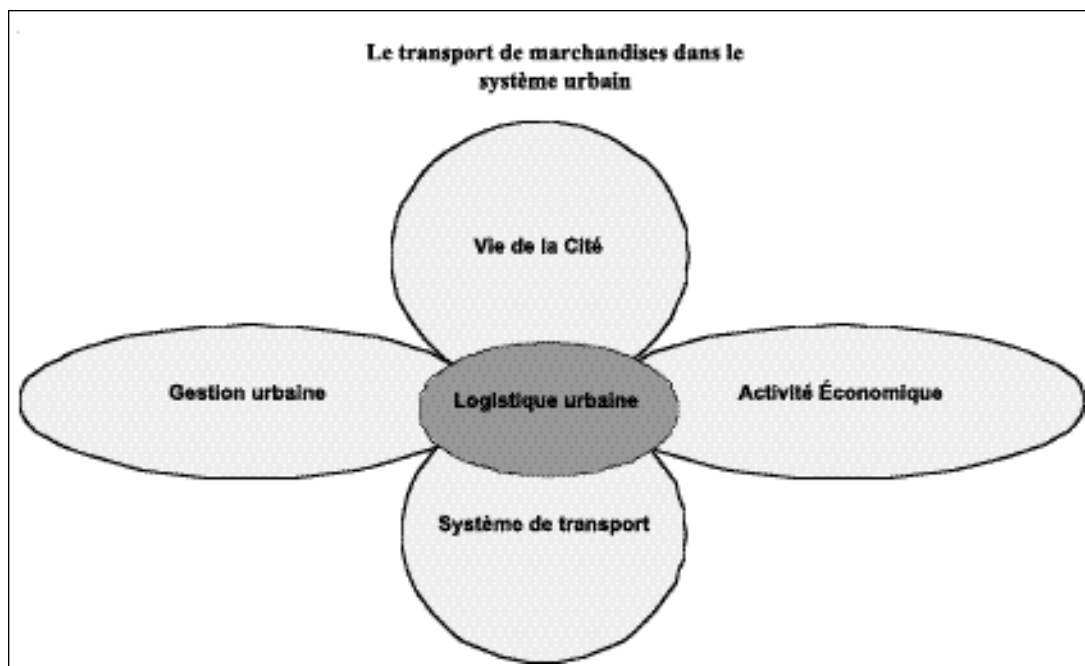 Le transport de marchandises dans le
système urbain
Vie de la Cité
Gestion urbaine
Logistique urbaine
Activité Économique
Système de transport